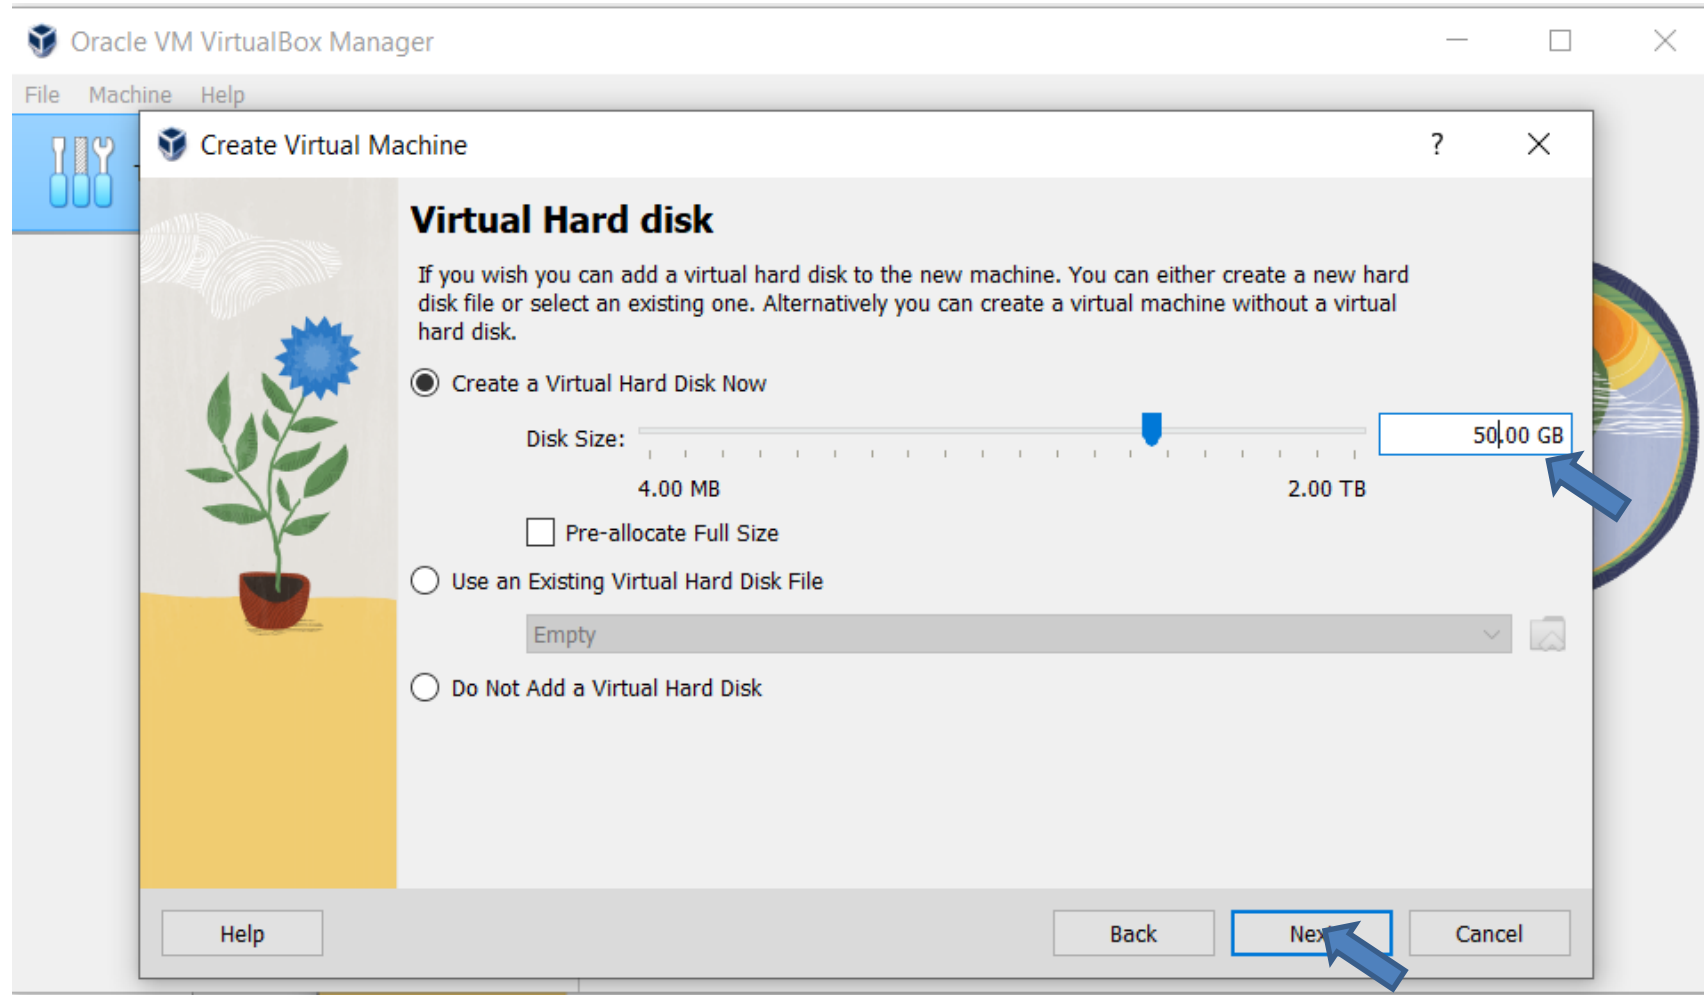 Oracle VM VirtualBox Manager
File Machine Help
Create Virtual Machine
?
Virtual Hard disk
If you wish you can add a virtual hard disk to the new machine. You can either create a new hard
disk file or select an existing one. Alternatively you can create a virtual machine without a virtual
hard disk.
Create a Virtual Hard Disk Now
Disk Size:
50.00 GB
4.00 MB
2.00 TB
Pre-allocate Full Size
Use an Existing Virtual Hard Disk File
Empty
Do Not Add a Virtual Hard Disk
Help
Back
Cancel